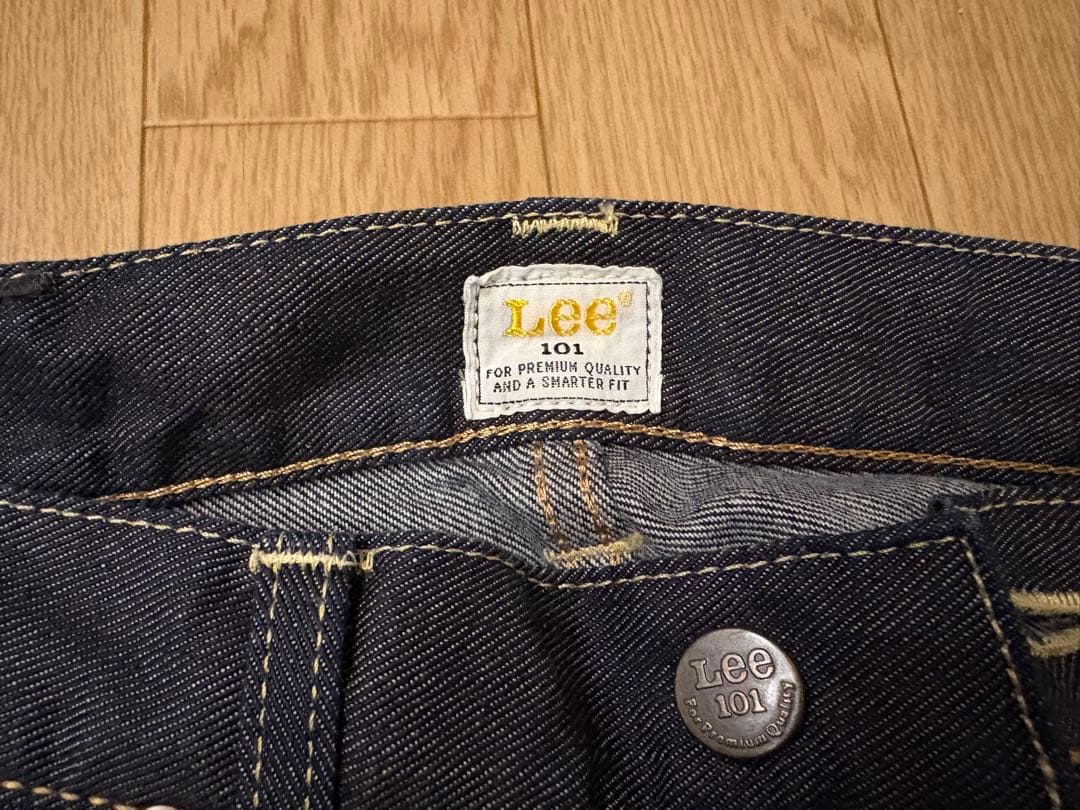 Lee®
101
FOR PREMIUM QUALITY
AND A SMARTER FIT
Lee
101
For Premium Quality